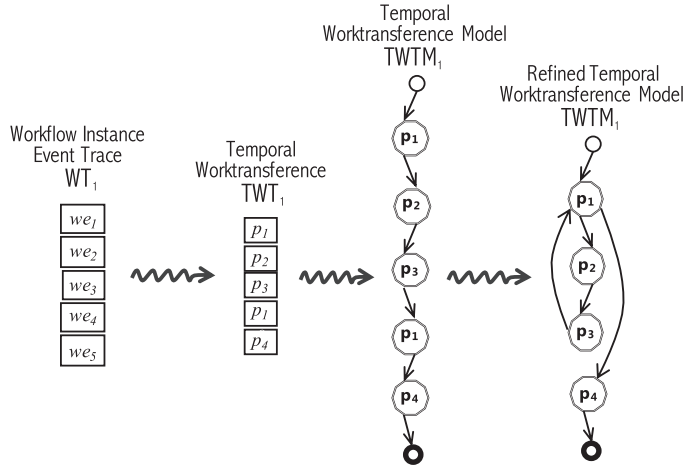 Workflow Instance
Event Trace
WT1
we1
we2
we3
we4
we5
Temporal
Worktransference
TWT1
p1
p2
p3
p1
p4
Temporal
Worktransference Model
TWTM1
p1
p2
p3
p1
p4
Refined Temporal
Worktransference Model
TWTM1
p1
p2
p3
p4